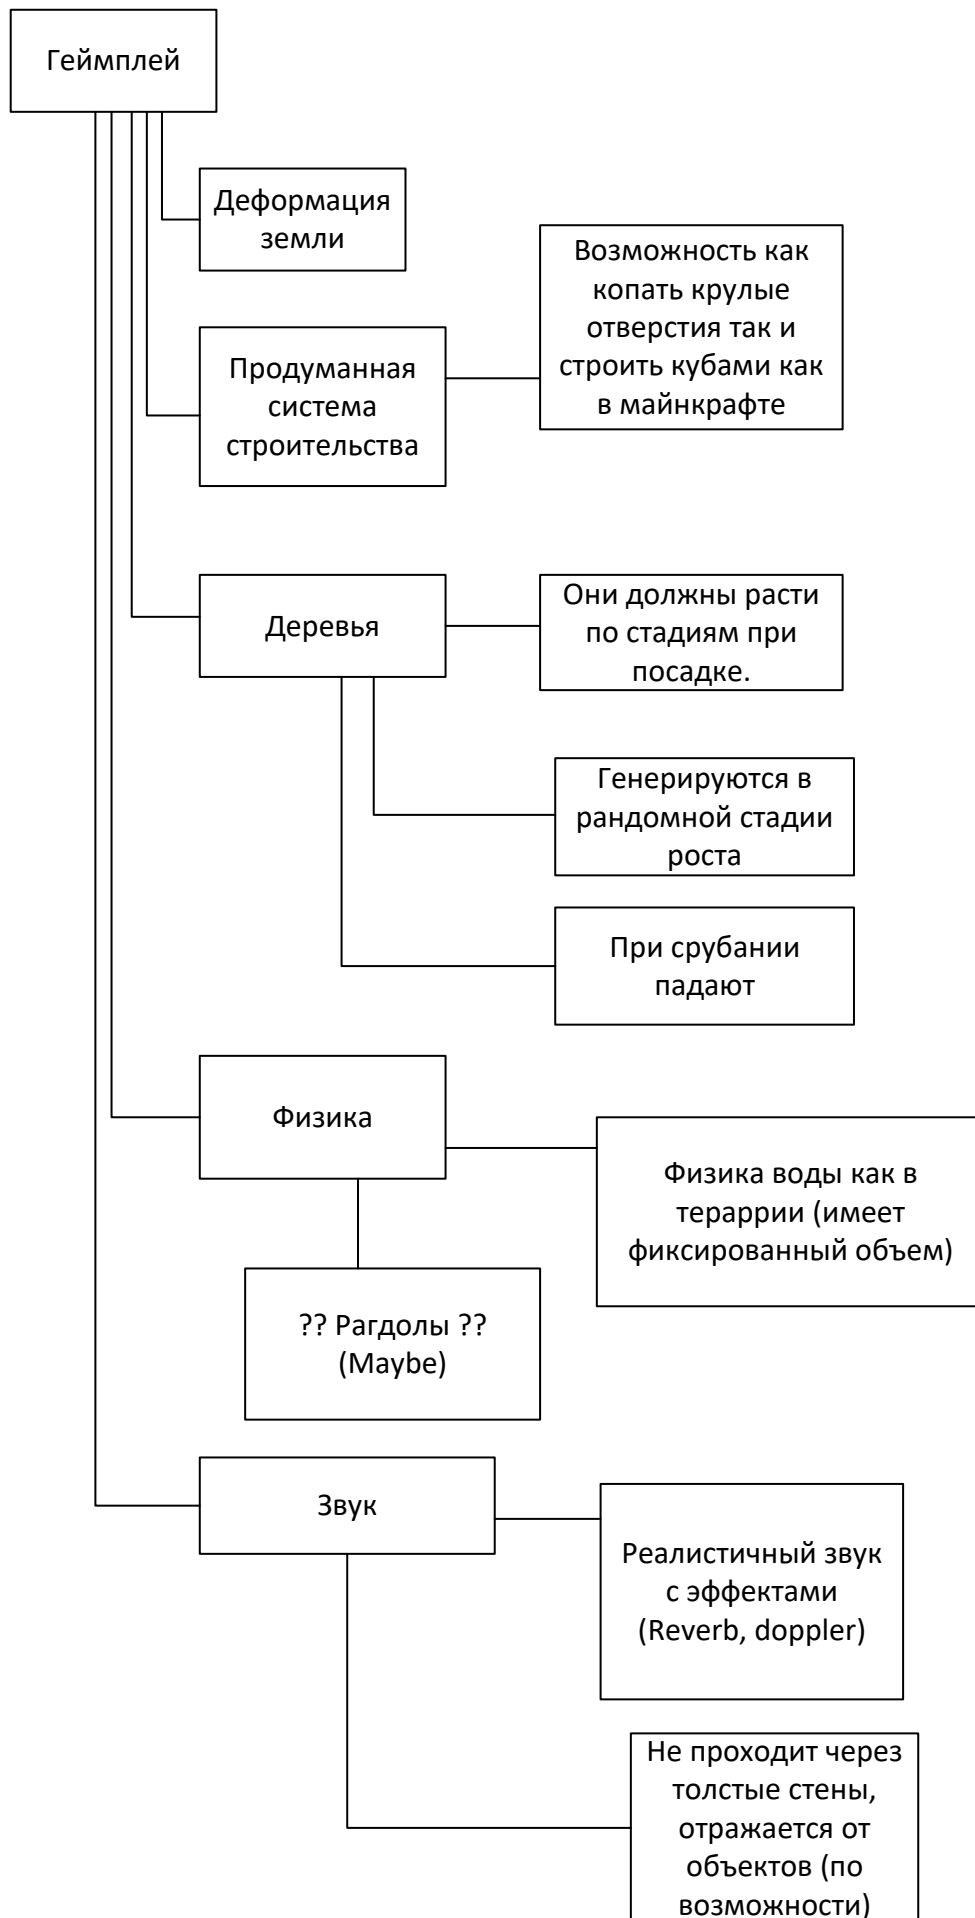 Геймплей
Деформация
земли
Возможность как
копать крулые
отверстия так и
строить кубами как
в майнкрафте
Продуманная
система
строительства
Деревья
Они должны расти
по стадиям при
посадке.
Генерируются в
рандомной стадии
роста
При срубании
падают
Физика
Физика воды как в
тераррии (имеет
фиксированный объем)
?? Рагдолы ??
(Maybe)
Звук
Реалистичный звук
с эффектами
(Reverb, doppler)
Не проходит через
толстые стены,
отражается от
объектов (по
возможности)